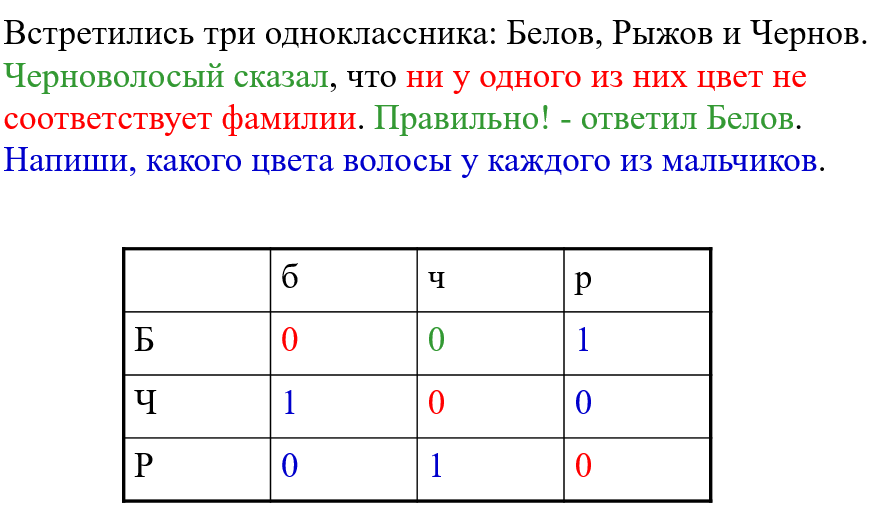 Встретились три одноклассника: Белов, Рыжов и Чернов.
Черноволосый сказал, что ни у одного из них цвет не
соответствует фамилии. Правильно! - ответил Белов.
Напиши, какого цвета волосы у каждого из мальчиков.
б ч р
Б 0 0 1
Ч 1 0 0
Р 0 1 0